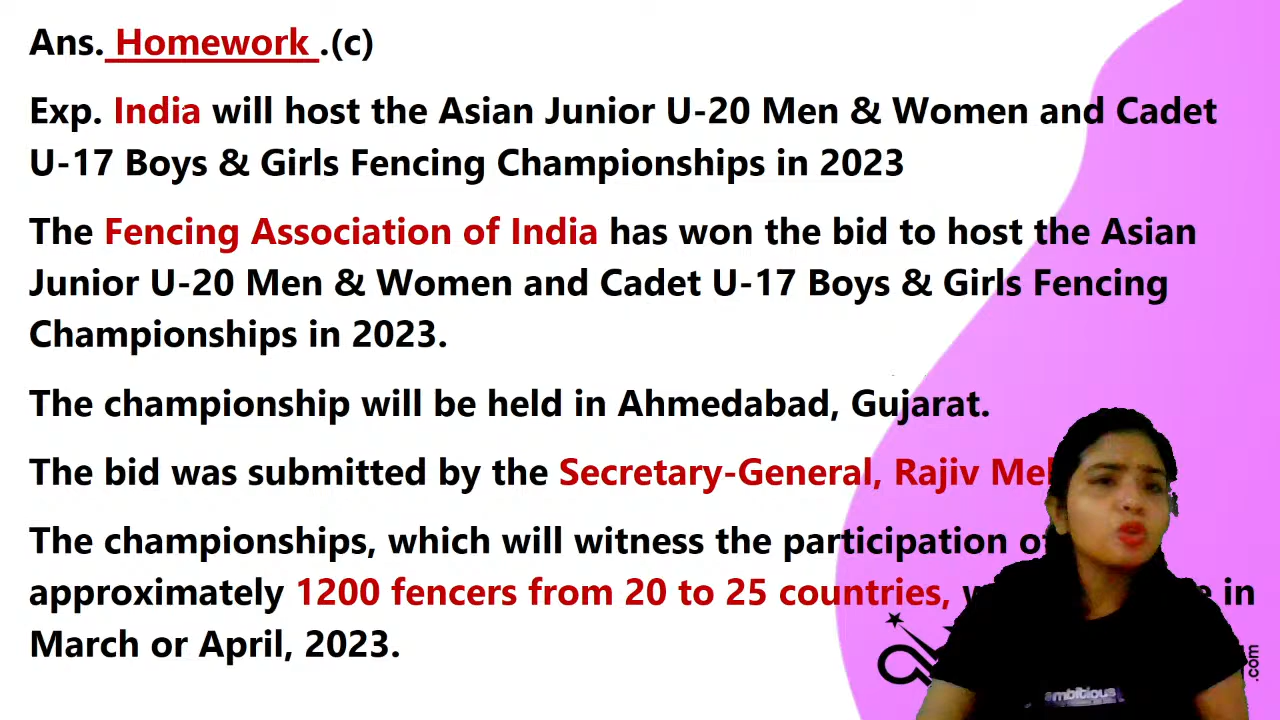 Ans. Homework .(c)
Exp. India will host the Asian Junior U-20 Men & Women and Cadet
U-17 Boys & Girls Fencing Championships in 2023
The Fencing Association of India has won the bid to host the Asian
Junior U-20 Men & Women and Cadet U-17 Boys & Girls Fencing
Championships in 2023.
The championship will be held in Ahmedabad, Gujarat.
The bid was submitted by the Secretary-General, Rajiv
The championships, which will witness the participation of
approximately 1200 fencers from 20 to 25 countries, in
March or April, 2023.
.com
ambitious